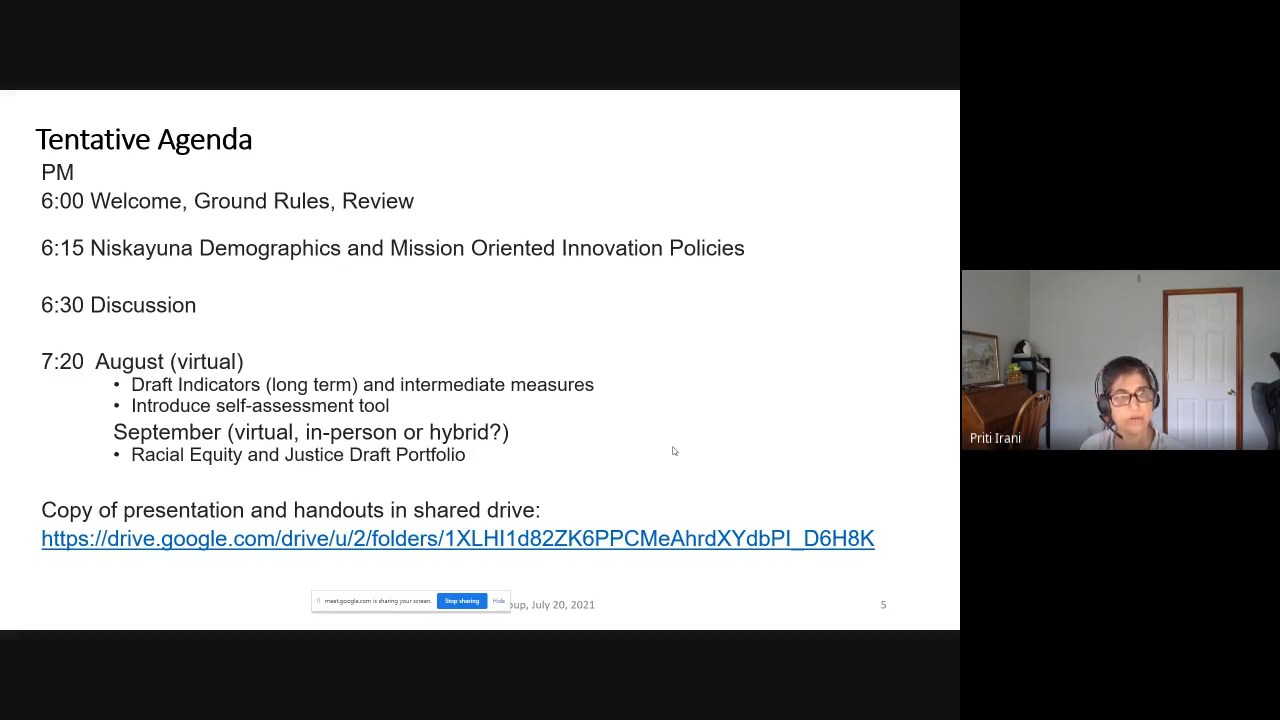 Tentative Agenda
PM
6:00 Welcome, Ground Rules, Review
6:15 Niskayuna Demographics and Mission Oriented Innovation Policies
6:30 Discussion
7:20 August (virtual)
• Draft Indicators (long term) and intermediate measures
• Introduce self-assessment tool
September (virtual, in-person or hybrid?)
• Racial Equity and Justice Draft Portfolio
Copy of presentation and handouts in shared drive:
https://drive.google.com/drive/u/2/folders/1XLHI1d82ZK6PPCMeAhrdXYdbPI_D6H8K
meet.google.com is sharing your screen. Stop sharing Hide
oup, July 20, 2021
5
Priti Irani